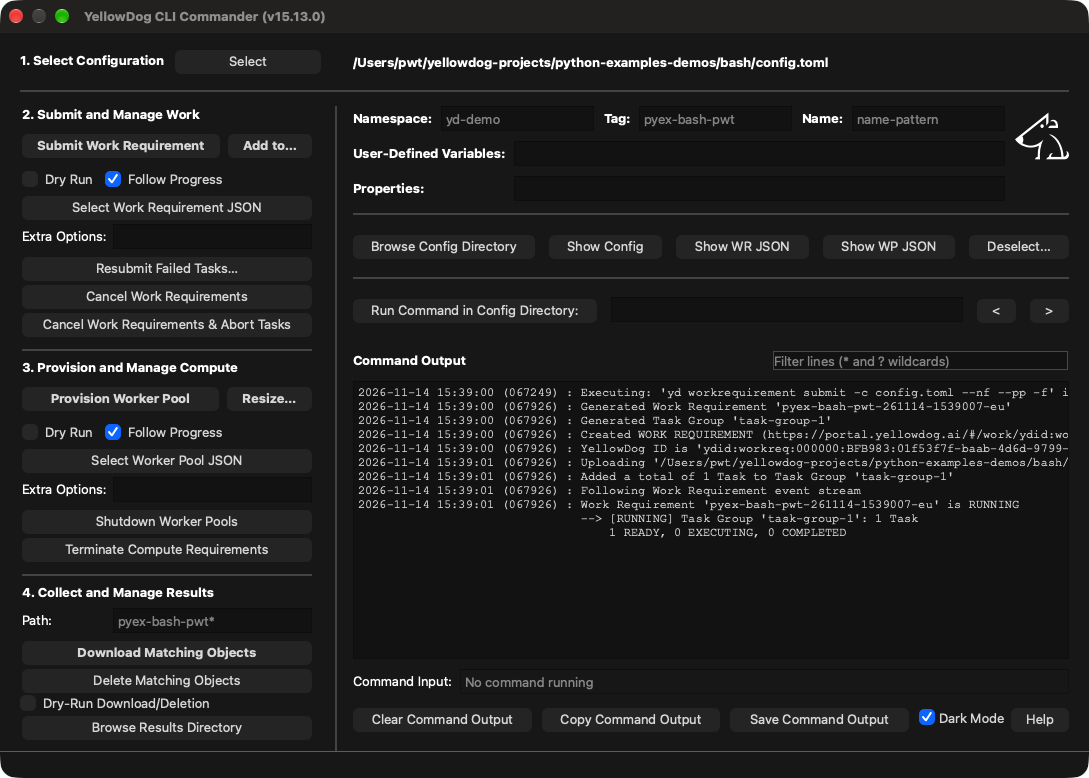 YellowDog CLI Commander (v15.13.0)
1. Select Configuration
Select
/Users/pwt/yellowdog-projects/python-examples-demos/bash/config.toml
2. Submit and Manage Work
Submit Work Requirement
Add to...
Dry Run
Follow Progress
Select Work Requirement JSON
Extra Options:
Resubmit Failed Tasks...
Cancel Work Requirements
Cancel Work Requirements & Abort Tasks
3. Provision and Manage Compute
Provision Worker Pool
Resize...
Dry Run
Follow Progress
Select Worker Pool JSON
Extra Options:
Shutdown Worker Pools
Terminate Compute Requirements
4. Collect and Manage Results
Path:
pyex-bash-pwt*
Download Matching Objects
Delete Matching Objects
Dry-Run Download/Deletion
Browse Results Directory
Namespace:
yd-demo
Tag:
pyex-bash-pwt
Name:
name-pattern
User-Defined Variables:
Properties:
Browse Config Directory
Show Config
Show WR JSON
Show WP JSON
Deselect...
Run Command in Config Directory:
<
>
Command Output
Filter lines (* and ? wildcards)
2026-11-14 15:39:00 (067249) : Executing: 'yd workrequirement submit -c config.toml --nf --pp -f' i
2026-11-14 15:39:00 (067926) : Generated Work Requirement 'pyex-bash-pwt-261114-1539007-eu'
2026-11-14 15:39:00 (067926) : Generated Task Group 'task-group-1'
2026-11-14 15:39:00 (067926) : Created WORK REQUIREMENT (https://portal.yellowdog.ai/#/work/ydid:wo
2026-11-14 15:39:00 (067926) : YellowDog ID is 'ydid:workreq:000000:BFB983:01f53f7f-baab-4d6d-9799-
2026-11-14 15:39:01 (067926) : Uploading '/Users/pwt/yellowdog-projects/python-examples-demos/bash/
2026-11-14 15:39:01 (067926) : Added a total of 1 Task to Task Group 'task-group-1'
2026-11-14 15:39:01 (067926) : Following Work Requirement event stream
2026-11-14 15:39:01 (067926) : Work Requirement 'pyex-bash-pwt-261114-1539007-eu' is RUNNING
--> [RUNNING] Task Group 'task-group-1': 1 Task
1 READY, 0 EXECUTING, 0 COMPLETED
Command Input:
No command running
Clear Command Output
Copy Command Output
Save Command Output
Dark Mode
Help